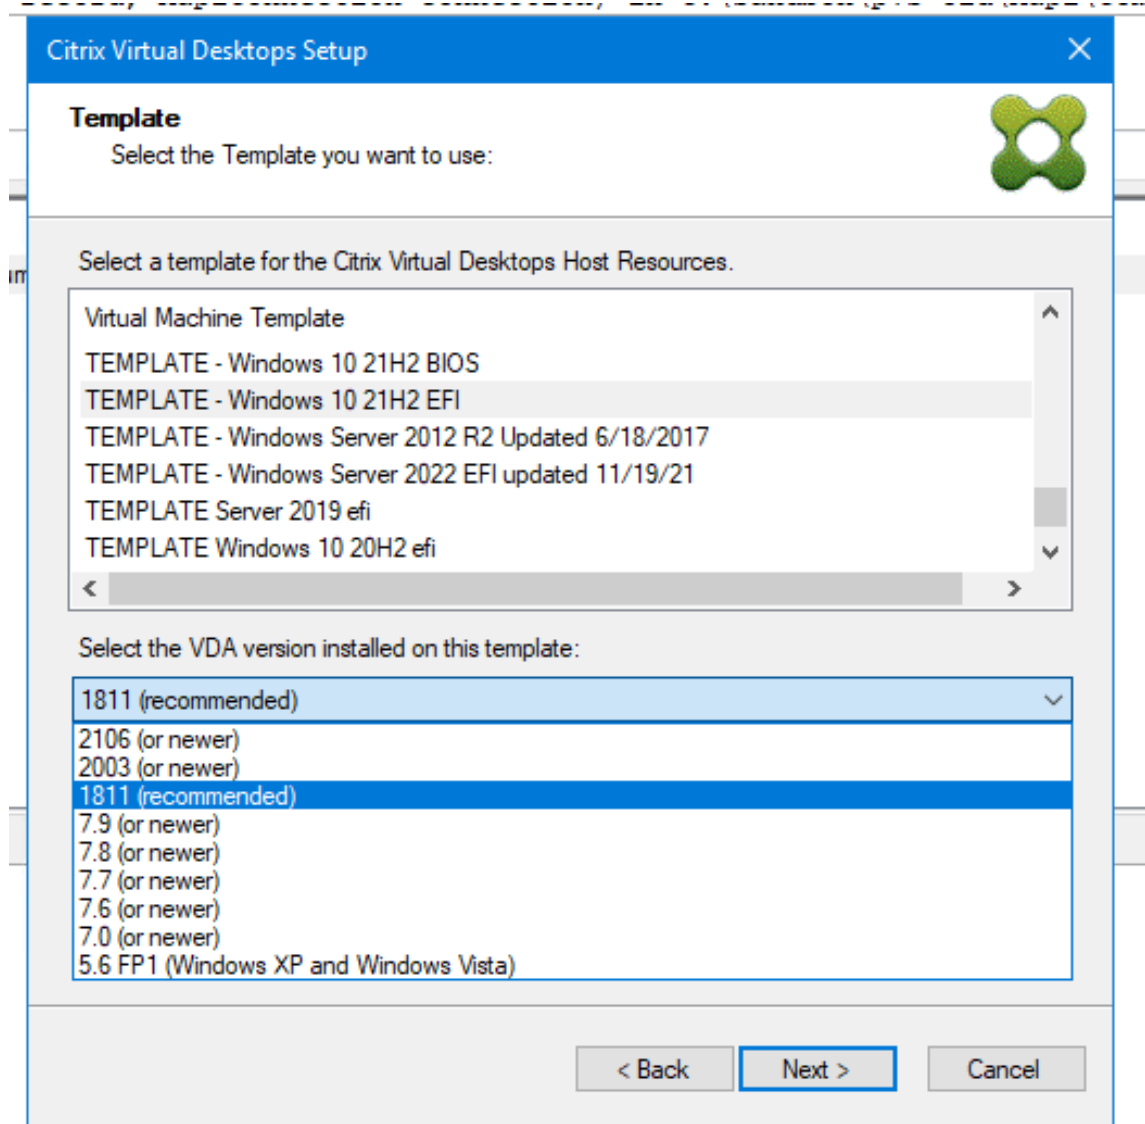 Citrix Virtual Desktops Setup
Template
Select the Template you want to use:
Select a template for the Citrix Virtual Desktops Host Resources.
Virtual Machine Template
TEMPLATE - Windows 10 21H2 BIOS
TEMPLATE - Windows 10 21H2 EFI
TEMPLATE - Windows Server 2012 R2 Updated 6/18/2017
TEMPLATE - Windows Server 2022 EFI updated 11/19/21
TEMPLATE Server 2019 efi
TEMPLATE Windows 10 20H2 efi
Select the VDA version installed on this template:
1811 (recommended)
2106 (or newer)
2003 (or newer)
1811 (recommended)
7.9 (or newer)
7.8 (or newer)
7.7 (or newer)
7.6 (or newer)
7.0 (or newer)
5.6 FP1 (Windows XP and Windows Vista)
< Back
Next >
Cancel